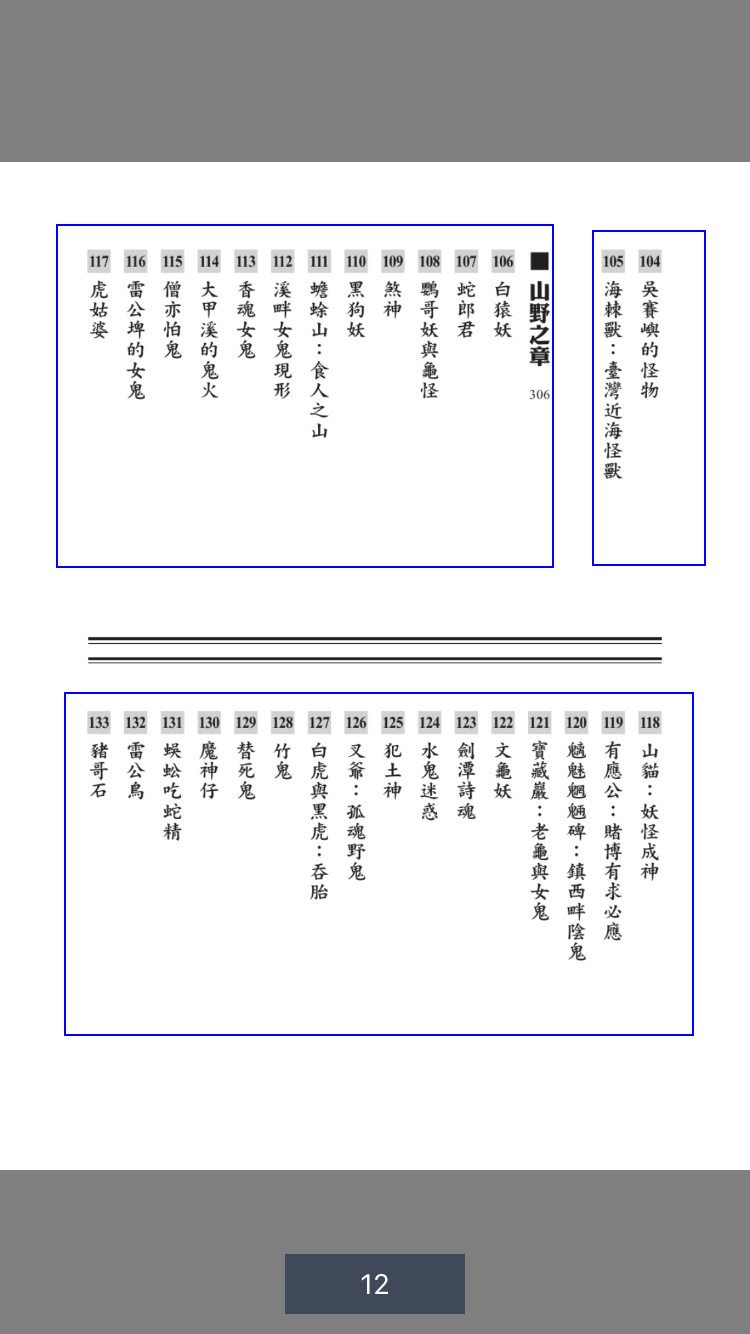 104 吳賽嶼的怪物
105 海棘獸：臺灣近海怪獸
■ 山野之章 306
106 白猿妖
107 蛇郎君
108 鸚哥妖與龜怪
109 煞神
110 黑狗妖
111 蟾蜍山：食人之山
112 溪畔女鬼現形
113 香魂女鬼
114 大甲溪的鬼火
115 僧亦怕鬼
116 雷公埤的女鬼
117 虎姑婆
118 山貓：妖怪成神
119 有應公：賭博有求必應
120 魑魅魍魎碑：鎮西畔陰鬼
121 寶藏巖：老龜與女鬼
122 文龜妖
123 劍潭詩魂
124 水鬼迷惑
125 犯土神
126 叉爺：孤魂野鬼
127 白虎與黑虎：吞胎
128 竹鬼
129 替死鬼
130 魔神仔
131 蜈蚣吃蛇精
132 雷公鳥
133 豬哥石
12